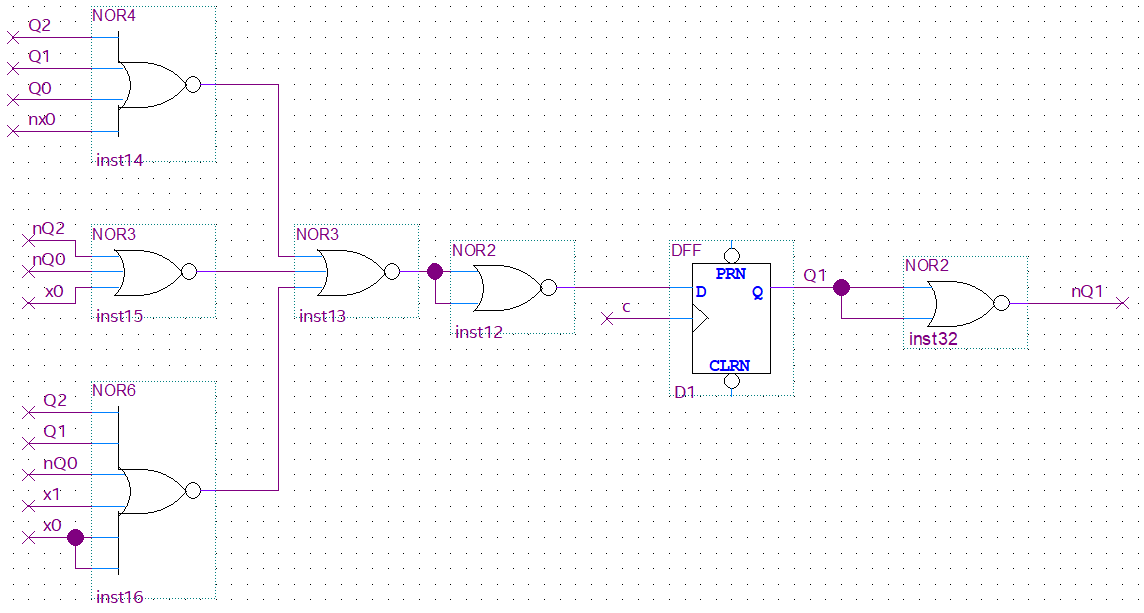 NOR4
Q2
Q1
Q0
nx0
inst14
NOR3
nQ2
nQ0
x0
inst15
NOR3
inst13
NOR2
inst12
DFF
PRN
D
Q
CLRN
D1
c
Q1
NOR2
inst32
nQ1
NOR6
Q2
Q1
nQ0
x1
x0
inst16